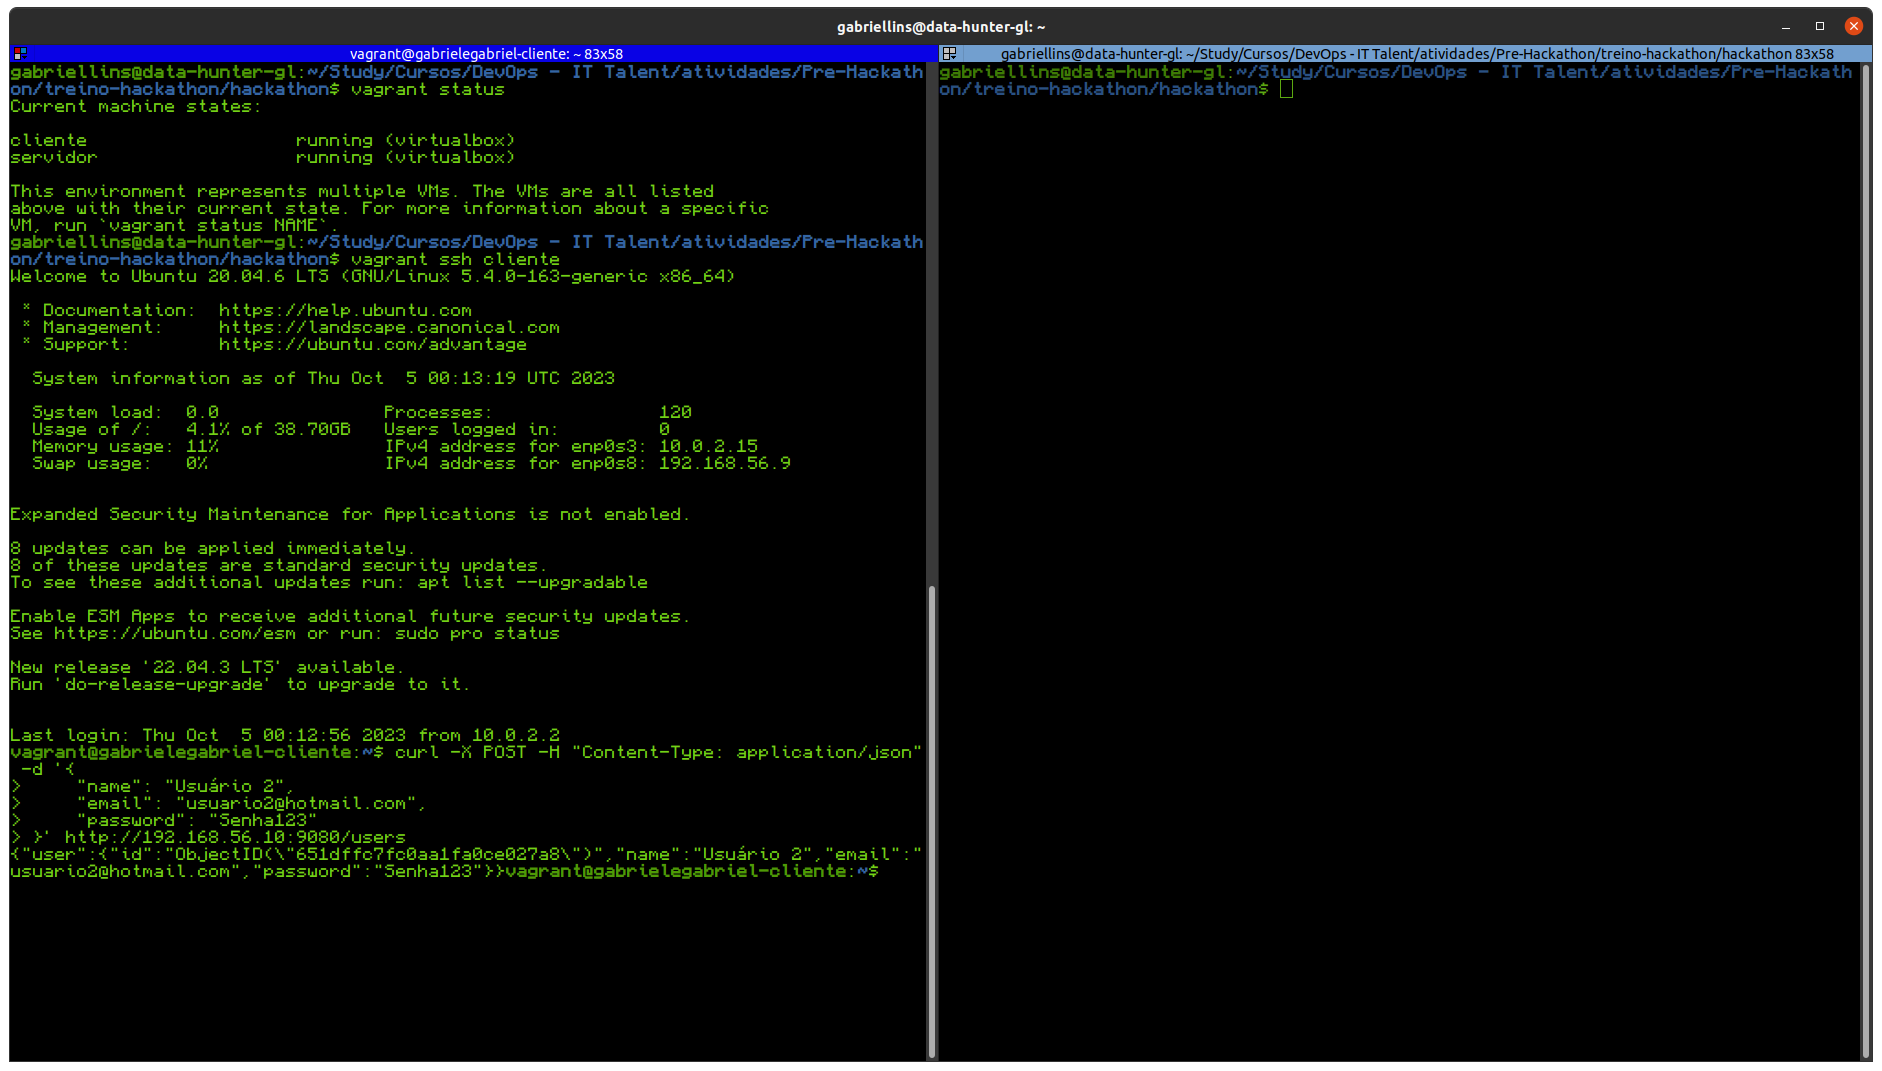 gabriellins@data-hunter-gl: ~
vagrant@gabrielegabriel-cliente: ~ 83x58
gabriellins@data-hunter-gl:~/Study/Cursos/DevOps - IT Talent/atividades/Pre-Hackath
on/treino-hackathon/hackathon$ vagrant status
Current machine states:
cliente                   running (virtualbox)
servidor                  running (virtualbox)
This environment represents multiple VMs. The VMs are all listed
above with their current state. For more information about a specific
VM, run `vagrant status NAME`.
gabriellins@data-hunter-gl:~/Study/Cursos/DevOps - IT Talent/atividades/Pre-Hackath
on/treino-hackathon/hackathon$ vagrant ssh cliente
Welcome to Ubuntu 20.04.6 LTS (GNU/Linux 5.4.0-163-generic x86_64)
* Documentation:  https://help.ubuntu.com
* Management:     https://landscape.canonical.com
* Support:        https://ubuntu.com/advantage
System information as of Thu Oct  5 00:13:19 UTC 2023
System load:  0.0               Processes:               120
Usage of /:   4.1% of 38.70GB   Users logged in:         0
Memory usage: 11%               IPv4 address for enp0s3: 10.0.2.15
Swap usage:   0%                IPv4 address for enp0s8: 192.168.56.9
Expanded Security Maintenance for Applications is not enabled.
8 updates can be applied immediately.
8 of these updates are standard security updates.
To see these additional updates run: apt list --upgradable
Enable ESM Apps to receive additional future security updates.
See https://ubuntu.com/esm or run: sudo pro status
New release '22.04.3 LTS' available.
Run 'do-release-upgrade' to upgrade to it.
Last login: Thu Oct  5 00:12:56 2023 from 10.0.2.2
vagrant@gabrielegabriel-cliente:~$ curl -X POST -H "Content-Type: application/json"
-d '{
>     "name": "Usuário 2",
>     "email": "usuario2@hotmail.com",
>     "password": "Senha123"
> }' http://192.168.56.10:9080/users
{"user":{"id":"ObjectID(\"651dffc7fc0aa1fa0ce027a8\")","name":"Usuário 2","email":"
usuario2@hotmail.com","password":"Senha123"}}vagrant@gabrielegabriel-cliente:~$
gabriellins@data-hunter-gl: ~/Study/Cursos/DevOps - IT Talent/atividades/Pre-Hackathon/treino-hackathon/hackathon 83x58
gabriellins@data-hunter-gl:~/Study/Cursos/DevOps - IT Talent/atividades/Pre-Hackath
on/treino-hackathon/hackathon$